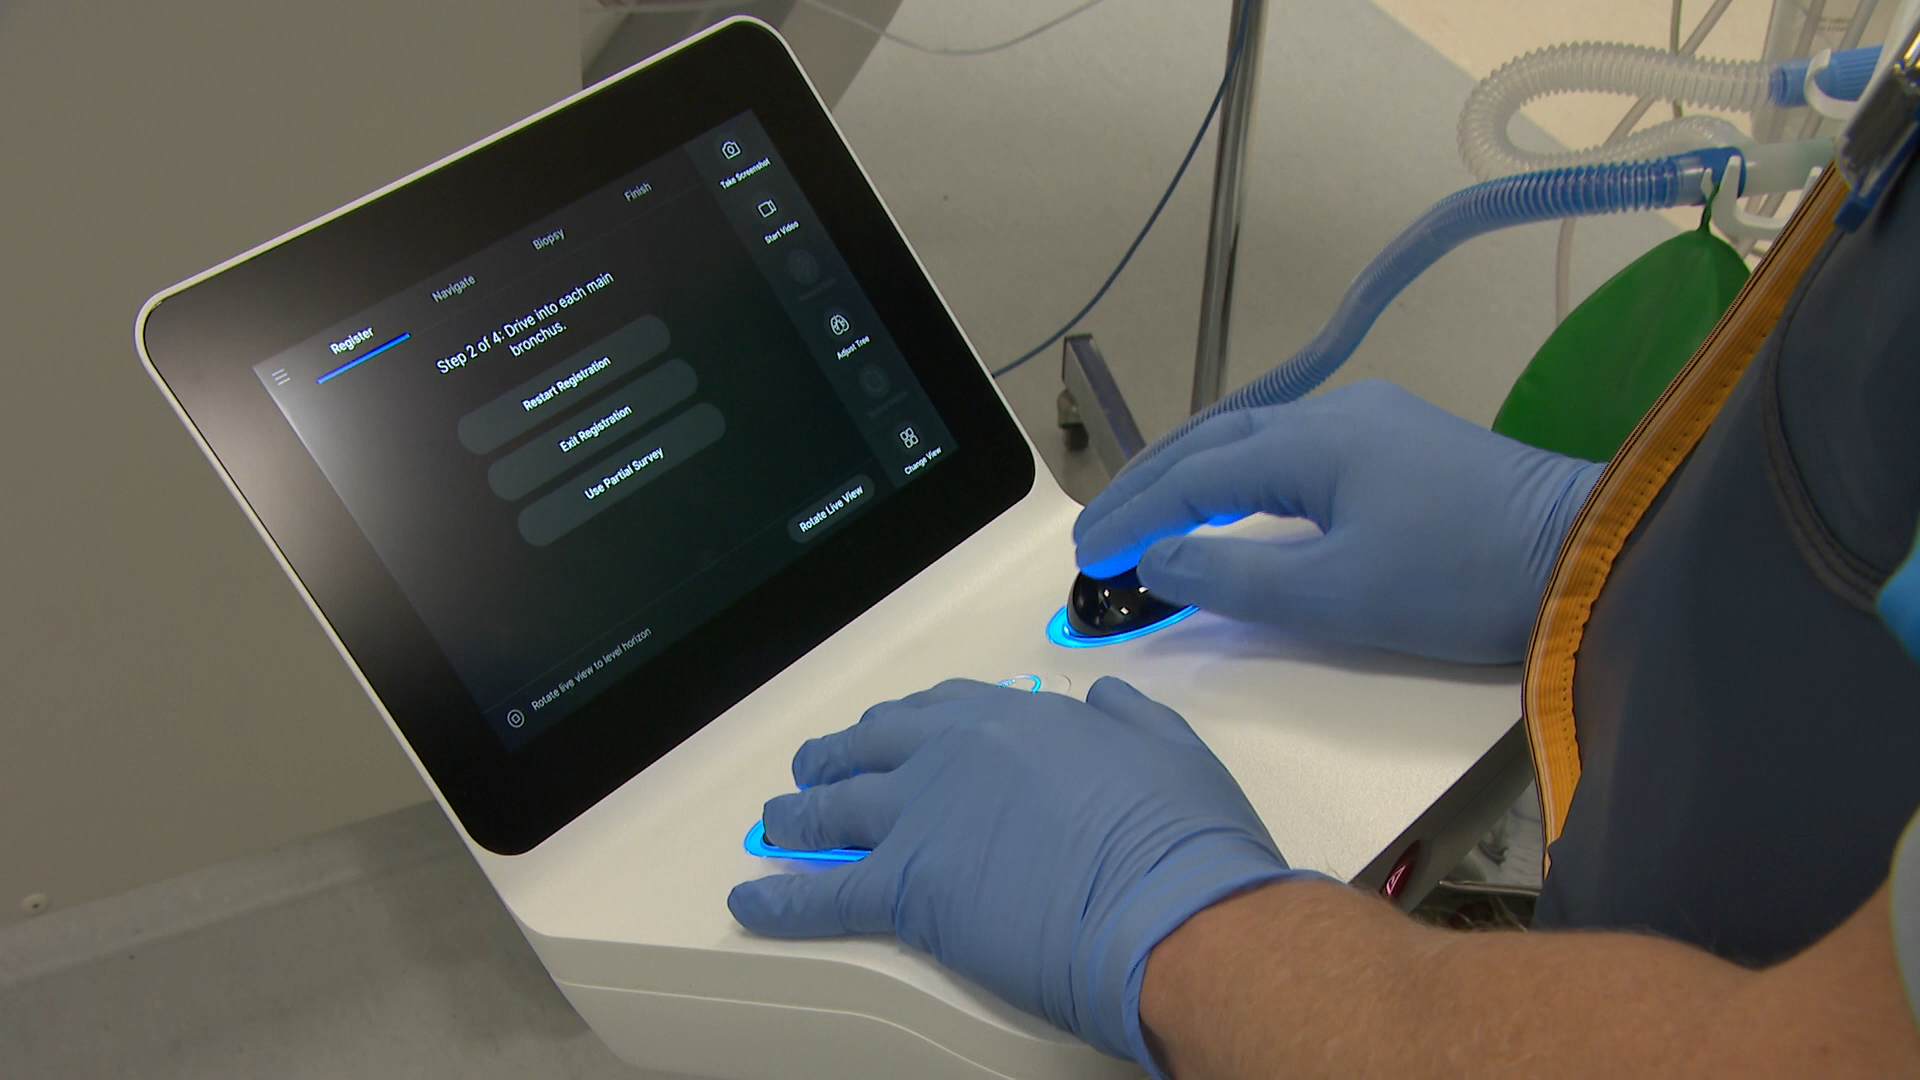 Register
Navigate
Biopsy
Finish
Step 2 of 4: Drive into each main
bronchus.
Restart Registration
Exit Registration
Use Partial Survey
Rotate Live View
Rotate live view to level horizon
Take Screenshot
Start Video
Adjust Tree
Change View